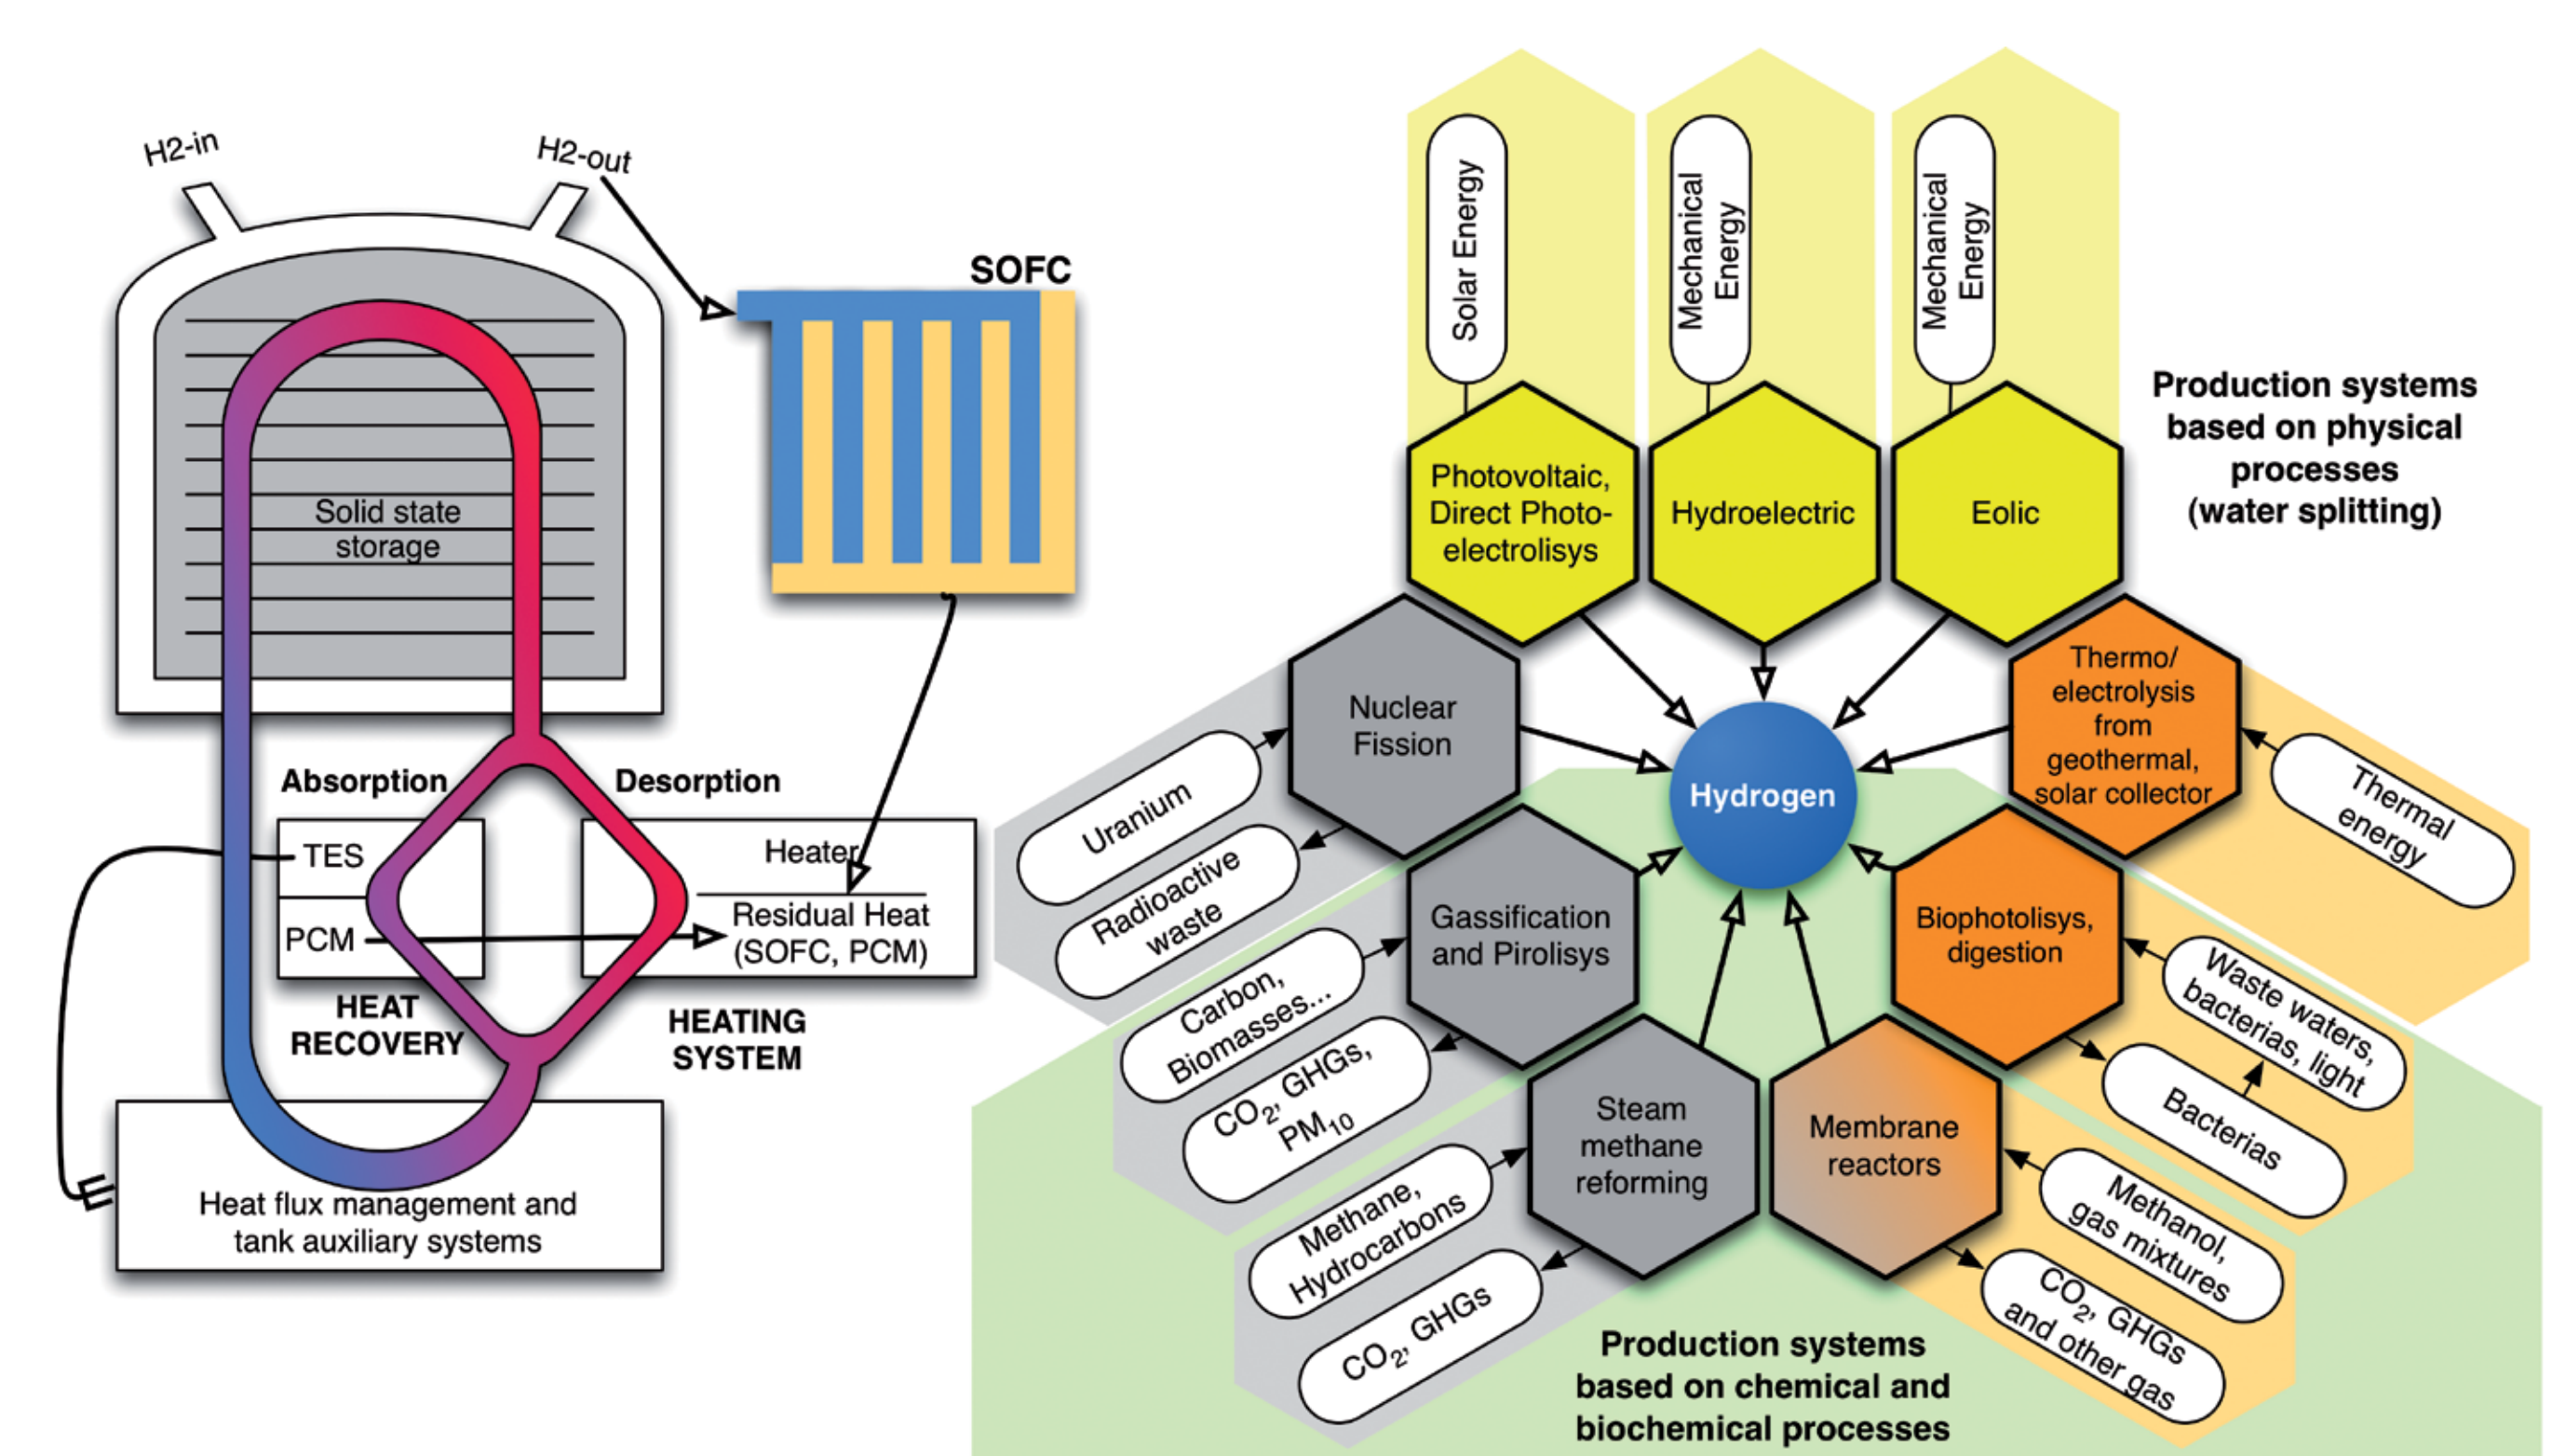 H2-in
H2-out
SOFC
Solid state
storage
Absorption
Desorption
TES
PCM
Heater
Residual Heat
(SOFC, PCM)
HEAT
RECOVERY
HEATING
SYSTEM
Heat flux management and
tank auxiliary systems
Solar Energy
Mechanical
Energy
Mechanical
Energy
Production systems
based on physical
processes
(water splitting)
Photovoltaic,
Direct Photo-
electrolisys
Hydroelectric
Eolic
Nuclear
Fission
Thermo/
electrolysis
from
geothermal,
solar collector
Hydrogen
Uranium
Radioactive
waste
Thermal
energy
Gassification
and Pirolisys
Biophotolisys,
digestion
Carbon,
Biomasses...
CO2, GHGs,
PM10
Waste waters,
bacterias, light
Bacterias
Steam
methane
reforming
Membrane
reactors
Methane,
Hydrocarbons
CO2, GHGs
Methanol,
gas mixtures
CO2, GHGs
and other gas
Production systems
based on chemical and
biochemical processes